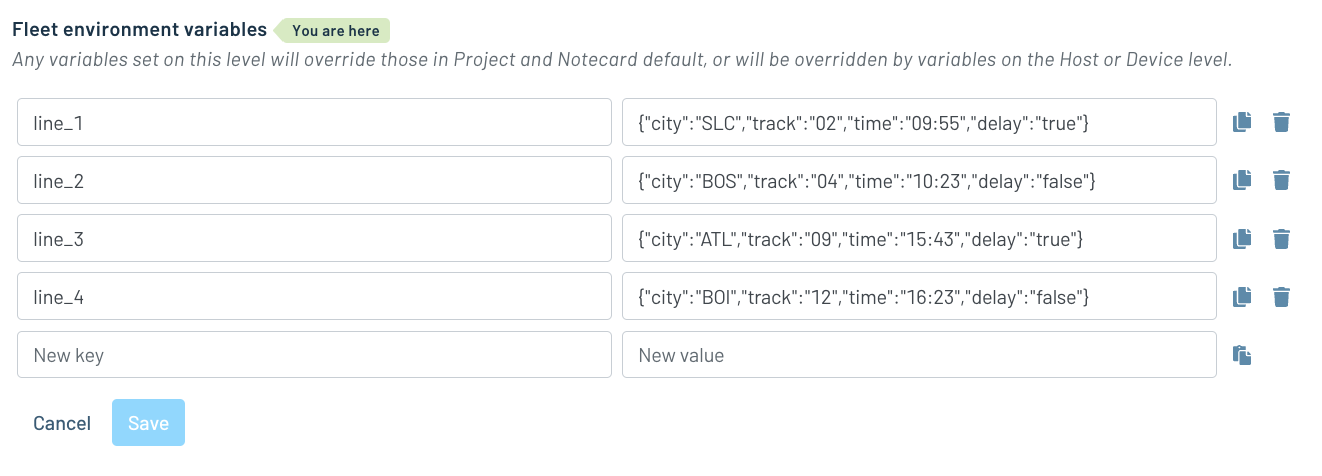 Fleet environment variables You are here
Any variables set on this level will override those in Project and Notecard default, or will be overridden by variables on the Host or Device level.
line_1 {"city":"SLC","track":"02","time":"09:55","delay":"true"}
line_2 {"city":"BOS","track":"04","time":"10:23","delay":"false"}
line_3 {"city":"ATL","track":"09","time":"15:43","delay":"true"}
line_4 {"city":"BOI","track":"12","time":"16:23","delay":"false"}
New key New value
Cancel Save